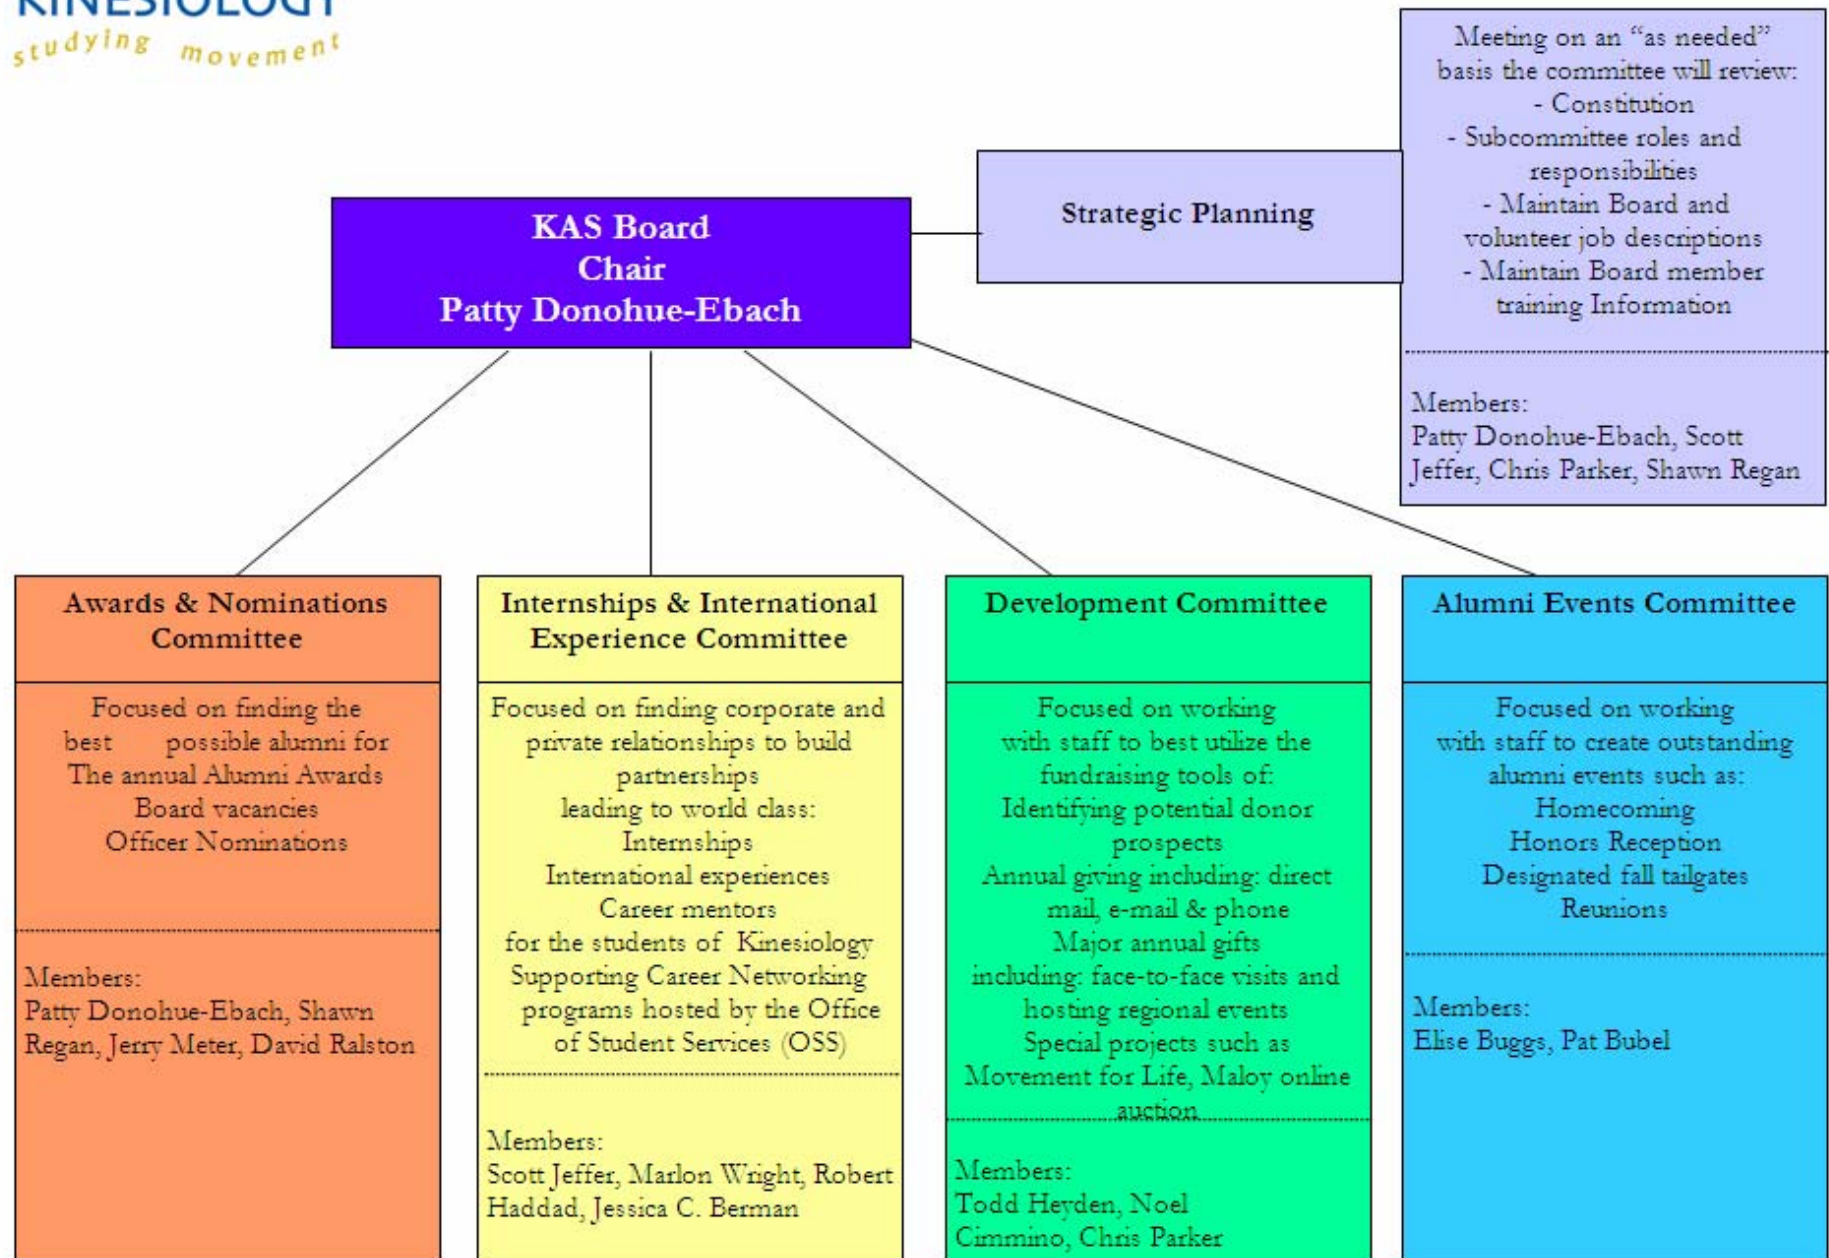 KINESIOLOGY
studying movement
Meeting on an “as needed”
basis the committee will review:
- Constitution
- Subcommittee roles and
responsibilities
- Maintain Board and
volunteer job descriptions
- Maintain Board member
training Information
Members:
Patty Donohue-Ebach, Scott
Jeffer, Chris Parker, Shawn Regan
Strategic Planning
KAS Board
Chair
Patty Donohue-Ebach
Awards & Nominations
Committee
Focused on finding the
best possible alumni for
The annual Alumni Awards
Board vacancies
Officer Nominations
Members:
Patty Donohue-Ebach, Shawn
Regan, Jerry Meter, David Ralston
Internships & International
Experience Committee
Focused on finding corporate and
private relationships to build
partnerships
leading to world class:
Internships
International experiences
Career mentors
for the students of Kinesiology
Supporting Career Networking
programs hosted by the Office
of Student Services (OSS)
Members:
Scott Jeffer, Marlon Wright, Robert
Haddad, Jessica C. Berman
Development Committee
Focused on working
with staff to best utilize the
fundraising tools of:
Identifying potential donor
prospects
Annual giving including: direct
mail, e-mail & phone
Major annual gifts
including: face-to-face visits and
hosting regional events
Special projects such as
Movement for Life, Maloy online
auction
Members:
Todd Heyden, Noel
Cimmino, Chris Parker
Alumni Events Committee
Focused on working
with staff to create outstanding
alumni events such as:
Homecoming
Honors Reception
Designated fall tailgates
Reunions
Members:
Elise Buggs, Pat Bubel